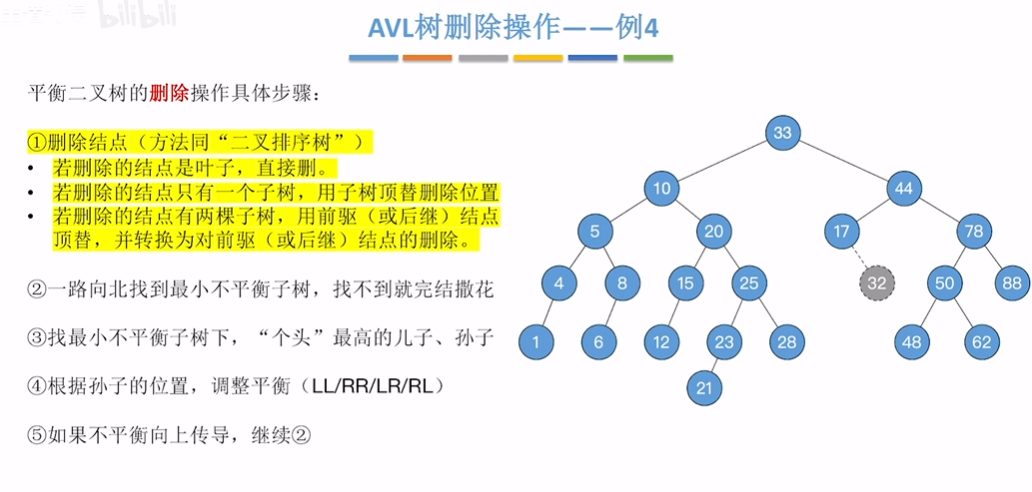 bilibili
AVL树删除操作——例4
平衡二叉树的删除操作具体步骤：
①删除结点（方法同“二叉排序树”）
• 若删除的结点是叶子，直接删。
• 若删除的结点只有一个子树，用子树顶替删除位置
• 若删除的结点有两棵子树，用前驱（或后继）结点
顶替，并转换为对前驱（或后继）结点的删除。
②一路向北找到最小不平衡子树，找不到就完结撒花
③找最小不平衡子树下，“个头”最高的儿子、孙子
④根据孙子的位置，调整平衡（LL/RR/LR/RL）
⑤如果不平衡向上传导，继续②
33
10 44
5 20 17 78
4 8 15 25 32 50 88
1 6 12 23 28 48 62
21